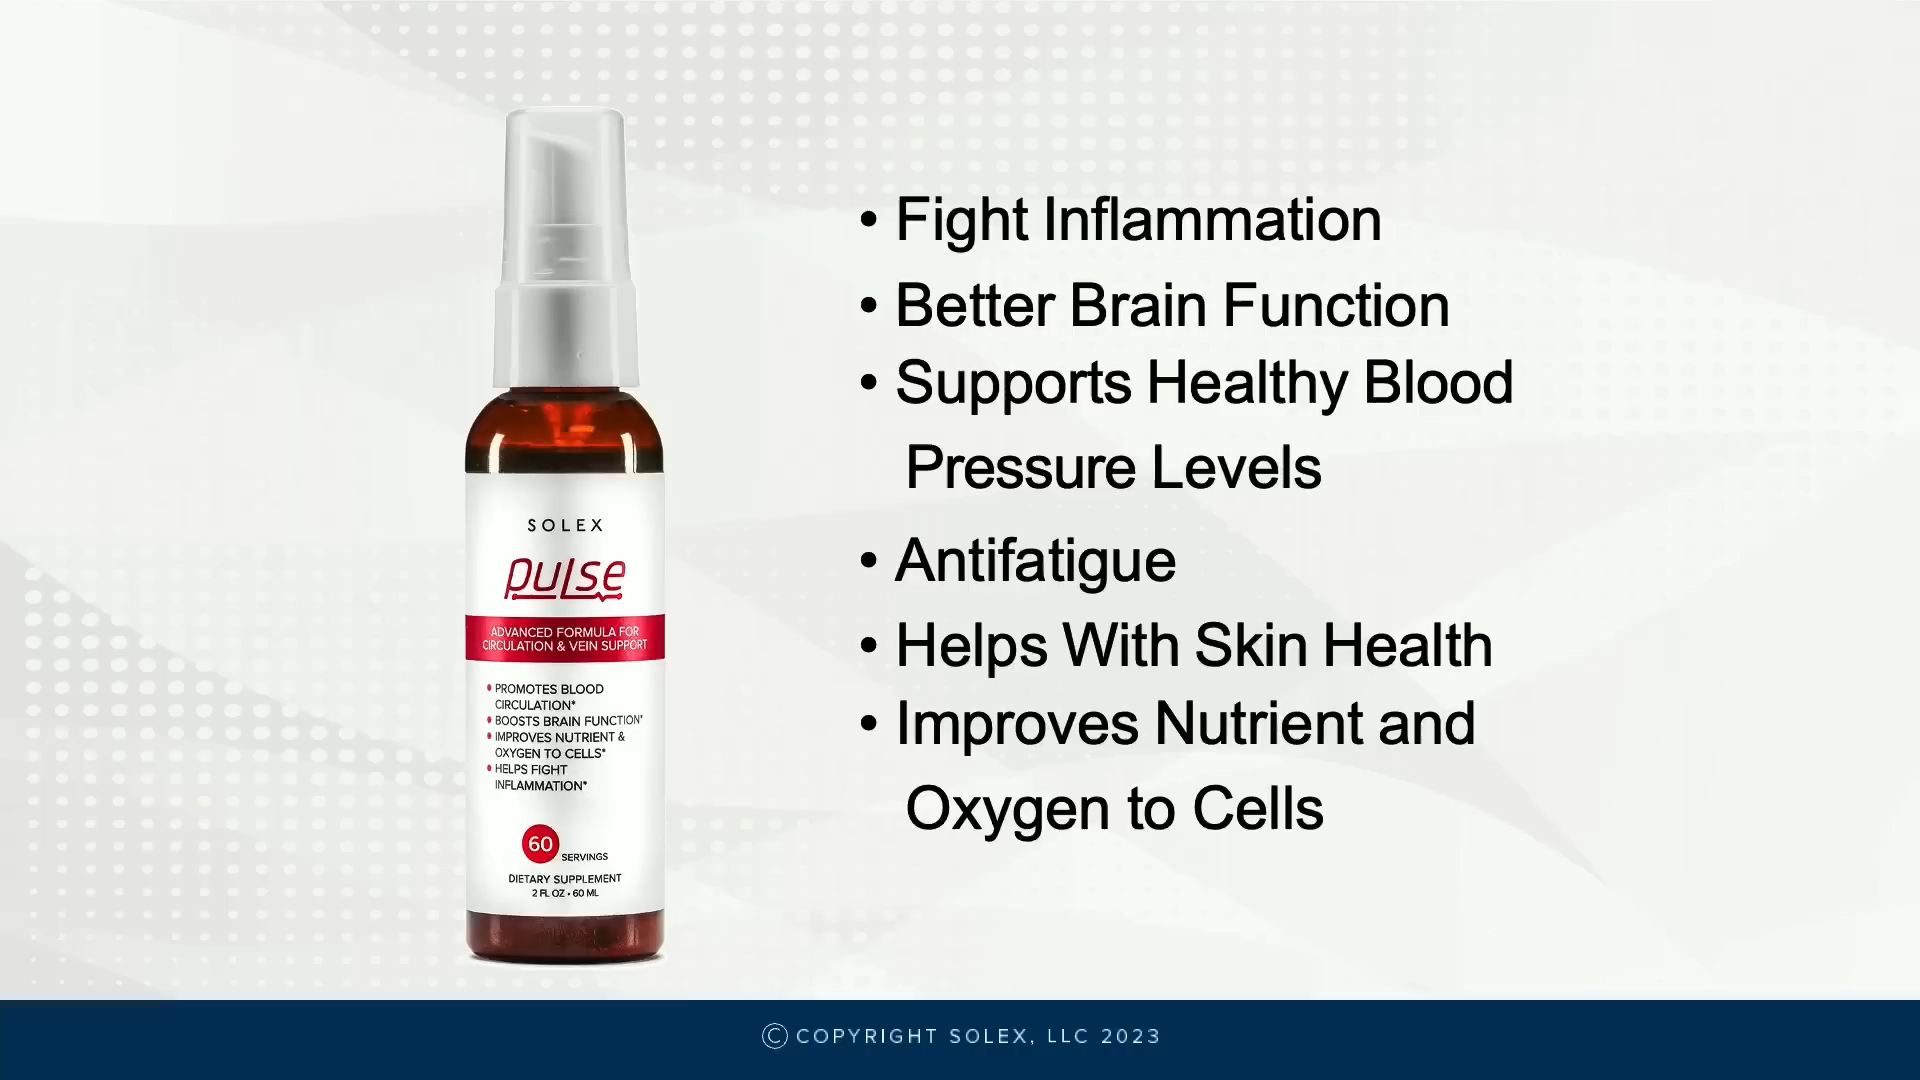 SOLEX
pulse
ADVANCED FORMULA FOR
CIRCULATION & VEIN SUPPORT
• PROMOTES BLOOD
CIRCULATION*
• BOOSTS BRAIN FUNCTION*
• IMPROVES NUTRIENT &
OXYGEN TO CELLS*
• HELPS FIGHT
INFLAMMATION*
60 SERVINGS
DIETARY SUPPLEMENT
2 FL OZ • 60 ML
• Fight Inflammation
• Better Brain Function
• Supports Healthy Blood
Pressure Levels
• Antifatigue
• Helps With Skin Health
• Improves Nutrient and
Oxygen to Cells
© COPYRIGHT SOLEX, LLC 2023